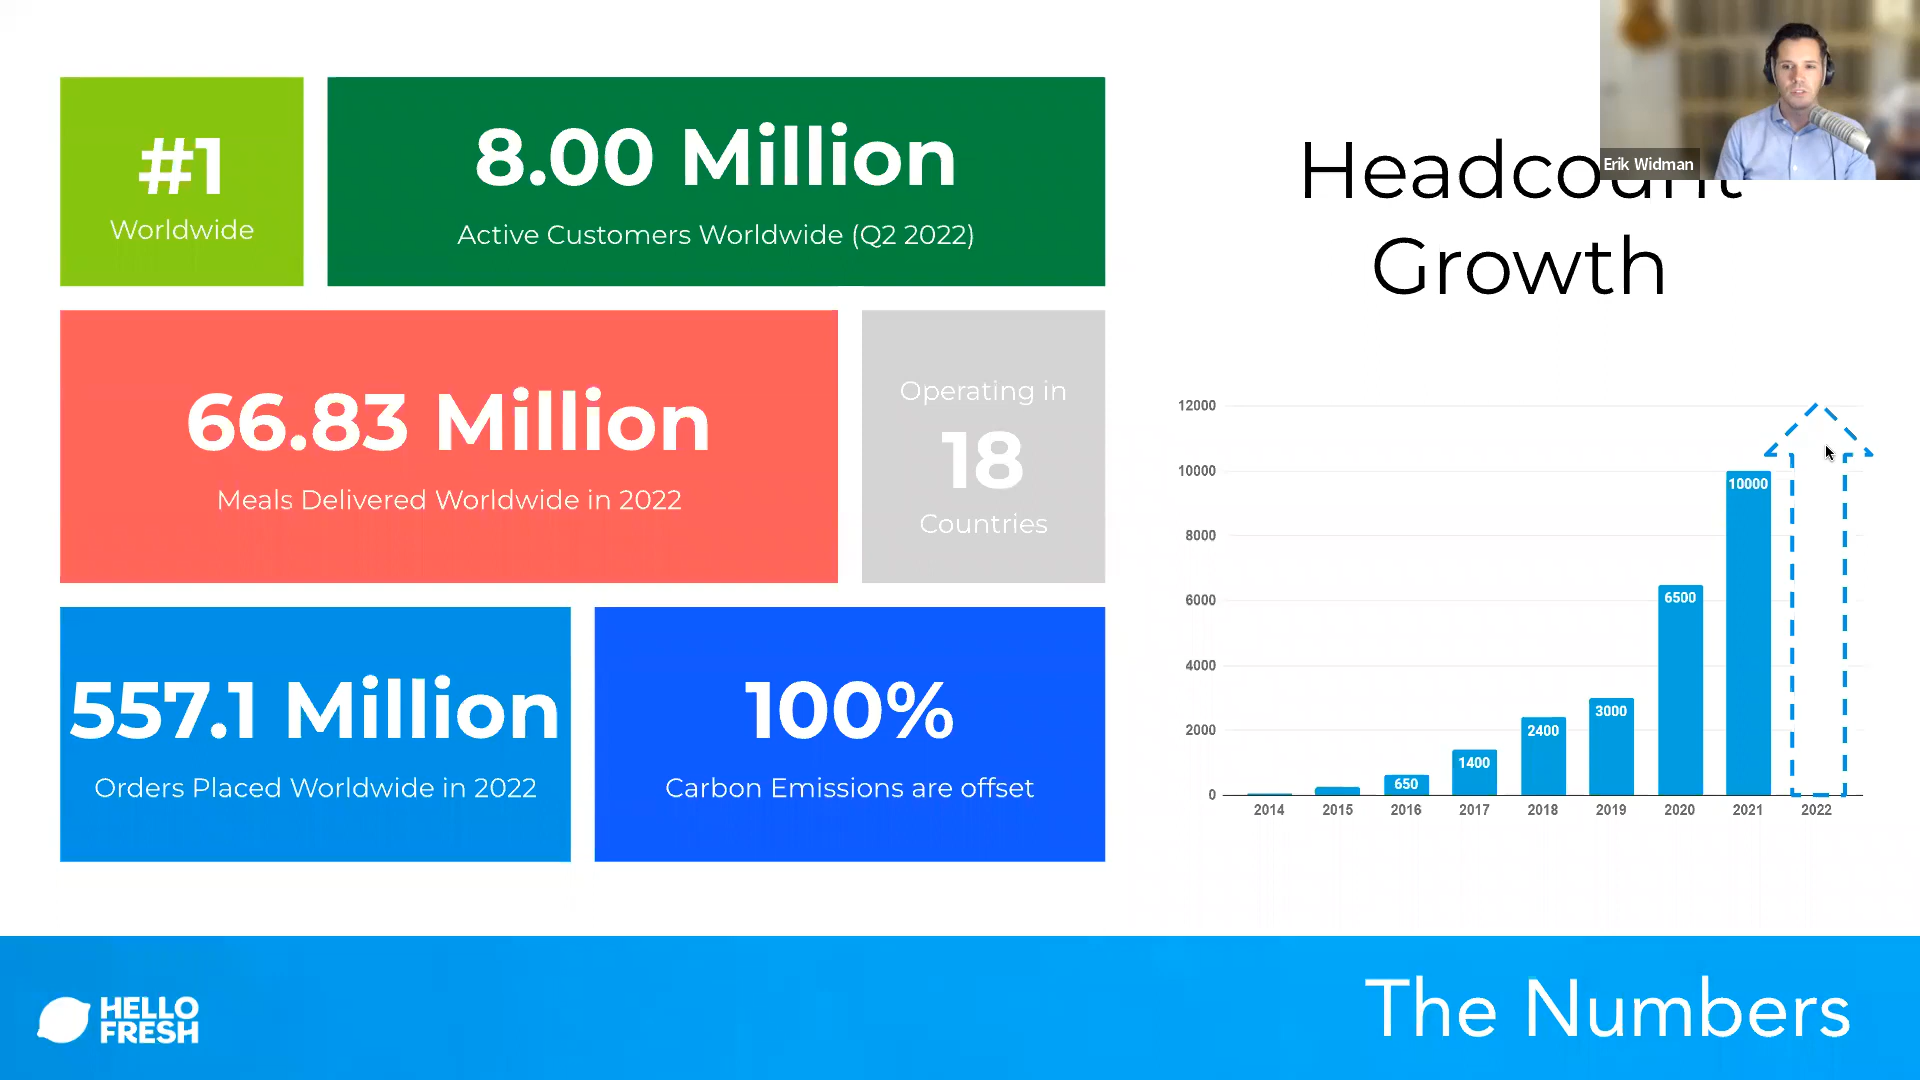 #1
Worldwide
8.00 Million
Active Customers Worldwide (Q2 2022)
66.83 Million
Meals Delivered Worldwide in 2022
Operating in
18
Countries
557.1 Million
Orders Placed Worldwide in 2022
100%
Carbon Emissions are offset
Erik Widman
Headcount
Growth
12000
10000
8000
6000
4000
2000
0
650
1400
2400
3000
6500
10000
2014 2015 2016 2017 2018 2019 2020 2021 2022
HELLO
FRESH
The Numbers